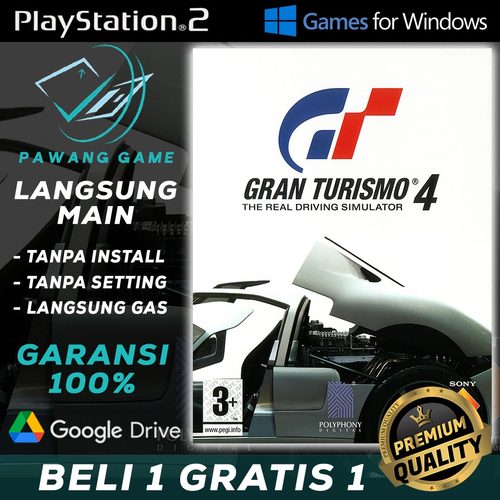 PlayStation®2
Games for Windows
PAWANG GAME
LANGSUNG
MAIN
- TANPA INSTALL
- TANPA SETTING
- LANGSUNG GAS
GARANSI
100%
Google Drive
GRAN TURISMO®4
THE REAL DRIVING SIMULATOR
3+
www.pegi.info
POLYPHONY
DIGITAL
SONY
PREMIUM QUALITY
PREMIUM
QUALITY
BELI 1 GRATIS 1